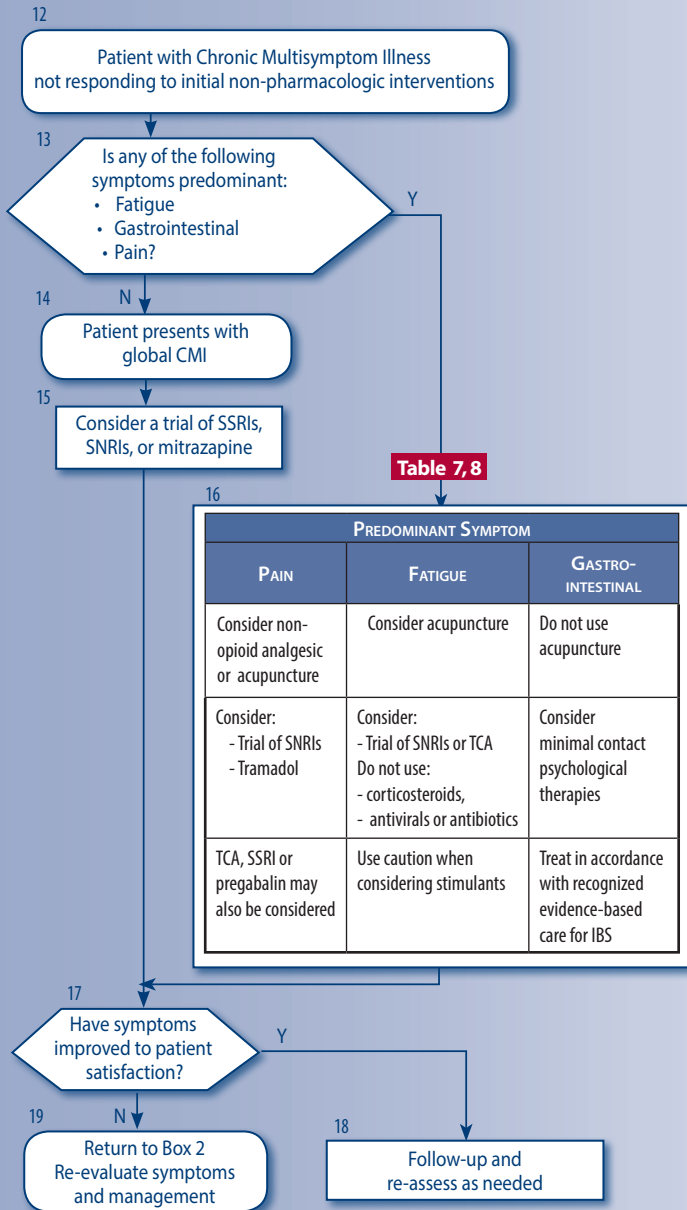 12
Patient with Chronic Multisymptom Illness
not responding to initial non-pharmacologic interventions
13
Is any of the following
symptoms predominant:
• Fatigue
• Gastrointestinal
• Pain?
Y
N
14
Patient presents with
global CMI
15
Consider a trial of SSRIs,
SNRIs, or mitrazapine
Table 7, 8
16
Predominant Symptom
Pain
Fatigue
Gastro-
intestinal
Consider non-
opioid analgesic
or acupuncture
Consider acupuncture
Do not use
acupuncture
Consider:
- Trial of SNRIs
- Tramadol
Consider:
- Trial of SNRIs or TCA
Do not use:
- corticosteroids,
- antivirals or antibiotics
Consider
minimal contact
psychological
therapies
TCA, SSRI or
pregabalin may
also be considered
Use caution when
considering stimulants
Treat in accordance
with recognized
evidence-based
care for IBS
17
Have symptoms
improved to patient
satisfaction?
Y
N
19
Return to Box 2
Re-evaluate symptoms
and management
18
Follow-up and
re-assess as needed